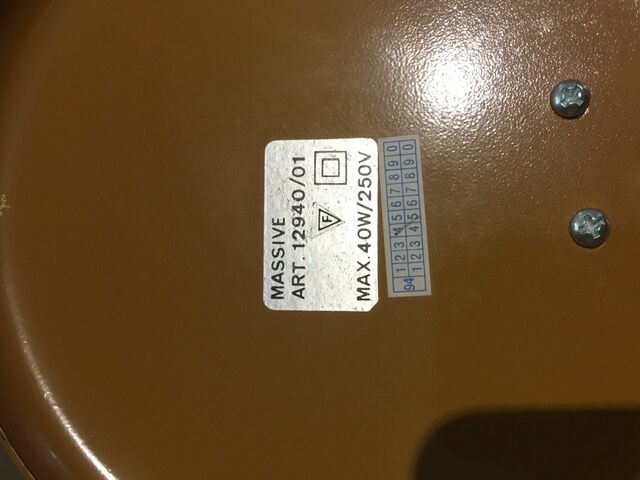 MASSIVE
ART. 12940/01
F
MAX. 40W/250V
94 1 2 3 4 5 6 7 8 9 0
1 2 3 4 5 6 7 8 9 0